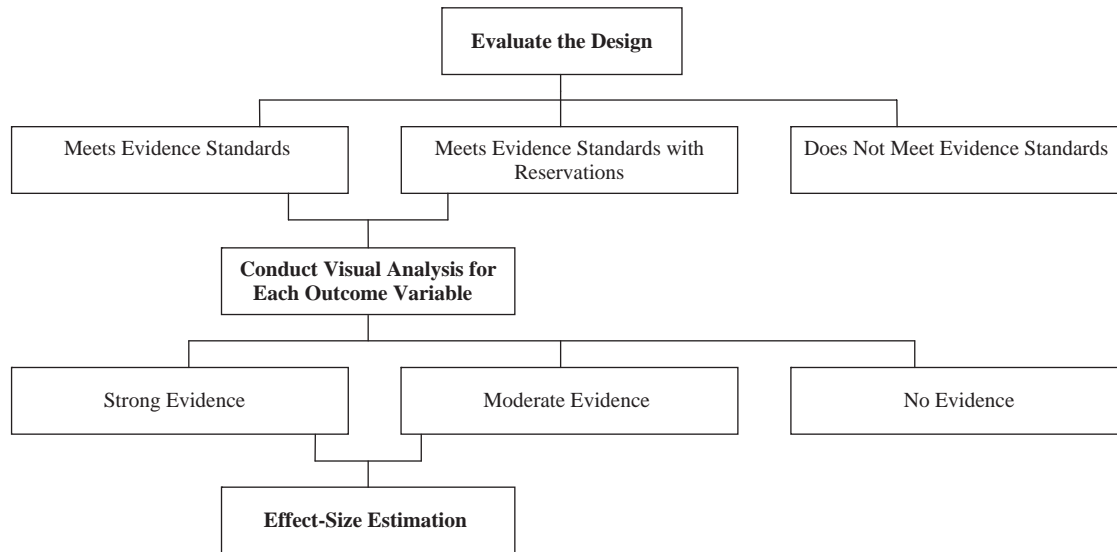 Evaluate the Design
Meets Evidence Standards
Meets Evidence Standards with
Reservations
Does Not Meet Evidence Standards
Conduct Visual Analysis for
Each Outcome Variable
Strong Evidence
Moderate Evidence
No Evidence
Effect-Size Estimation